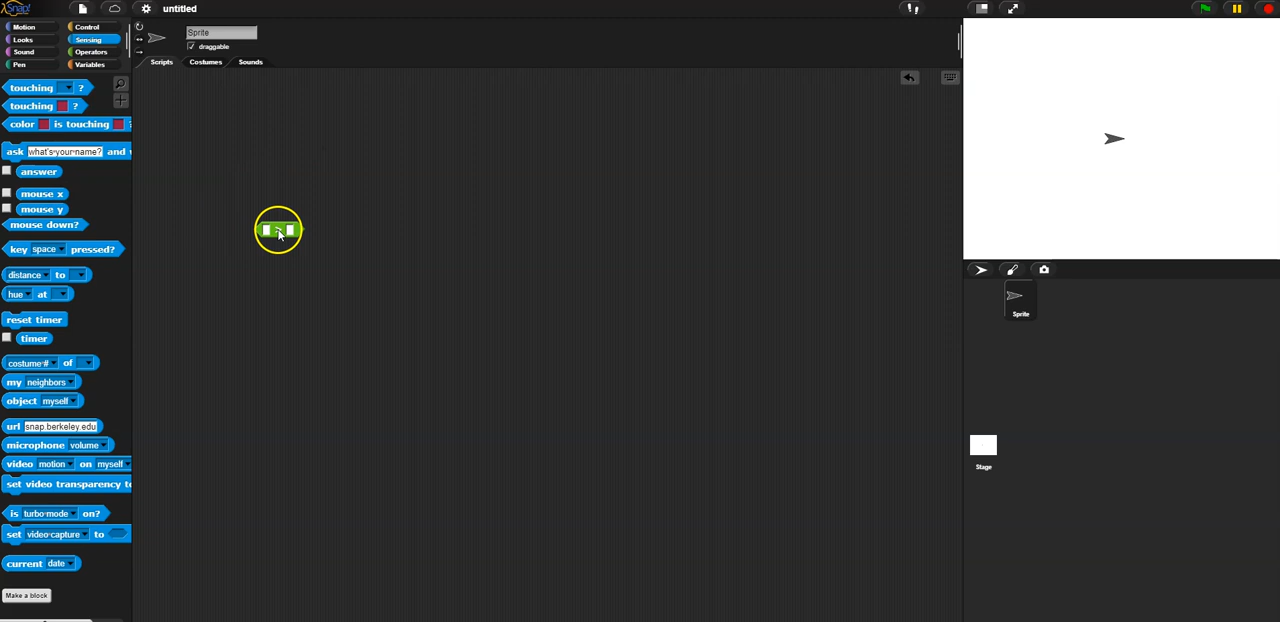 Snap!
untitled
Motion
Control
Looks
Sensing
Sound
Operators
Pen
Variables
Sprite
draggable
Scripts
Costumes
Sounds
touching ?
touching ?
color is touching ?
ask what's·your·name? and
answer
mouse x
mouse y
mouse down?
key space pressed?
distance to
hue at
reset timer
timer
costume·# of
my neighbors
object myself
url snap.berkeley.edu
microphone volume
video motion on myself
set video transparency to
is turbo·mode on?
set video·capture to
current date
Make a block
Sprite
Stage